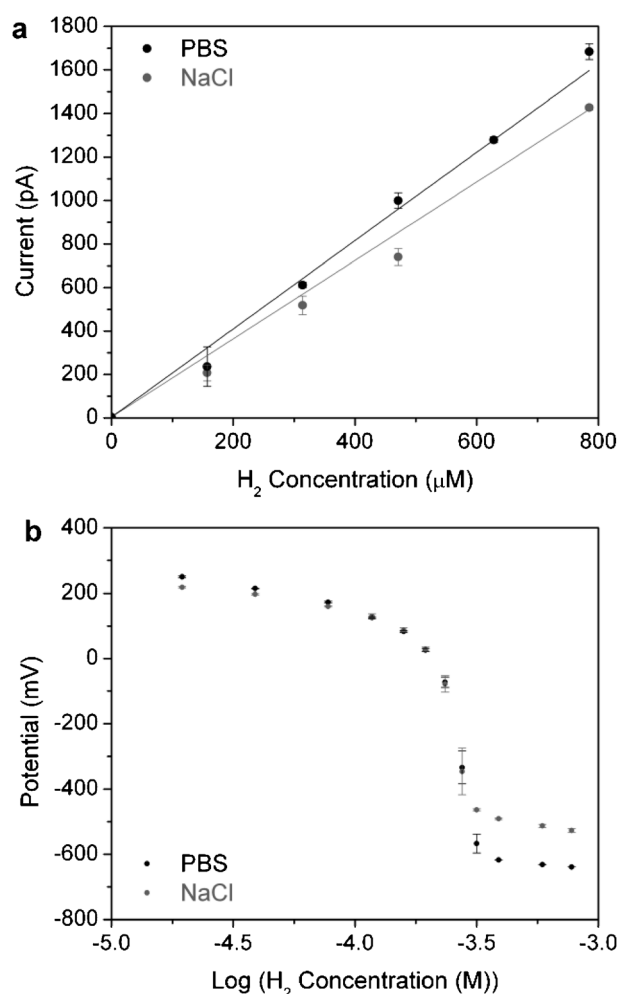 a
PBS
NaCl
1800
1600
1400
1200
1000
800
600
400
200
0
Current (pA)
0 200 400 600 800
H₂ Concentration (μM)
b
400
200
0
-200
-400
-600
-800
Potential (mV)
PBS
NaCl
-5.0 -4.5 -4.0 -3.5 -3.0
Log (H₂ Concentration (M))